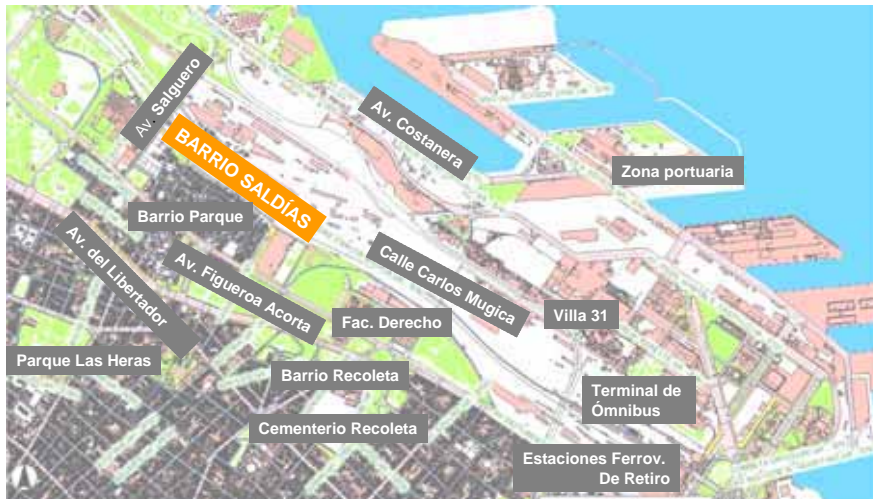 Av. Salguero
Av. Costanera
BARRIO SALDÍAS
Zona portuaria
Barrio Parque
Av. del Libertador
Av. Figueroa Acorta
Calle Carlos Mugica
Fac. Derecho
Villa 31
Parque Las Heras
Barrio Recoleta
Terminal de
Ómnibus
Cementerio Recoleta
Estaciones Ferrov.
De Retiro